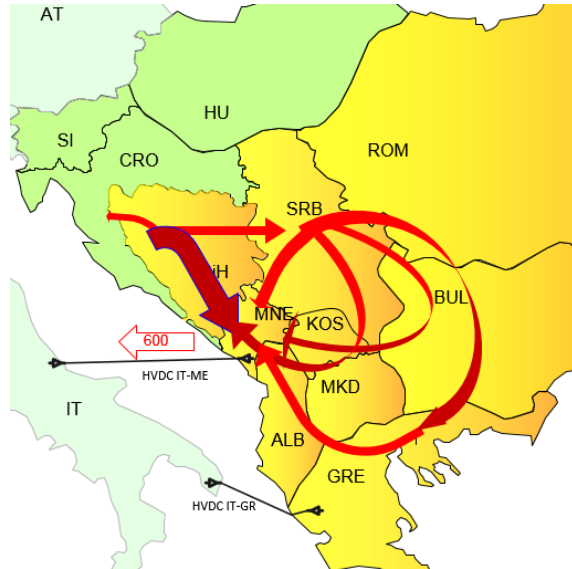 AT
HU
SI
CRO
ROM
SRB
iH
BUL
MNE
KOS
600
HVDC IT-ME
MKD
IT
ALB
GRE
HVDC IT-GR